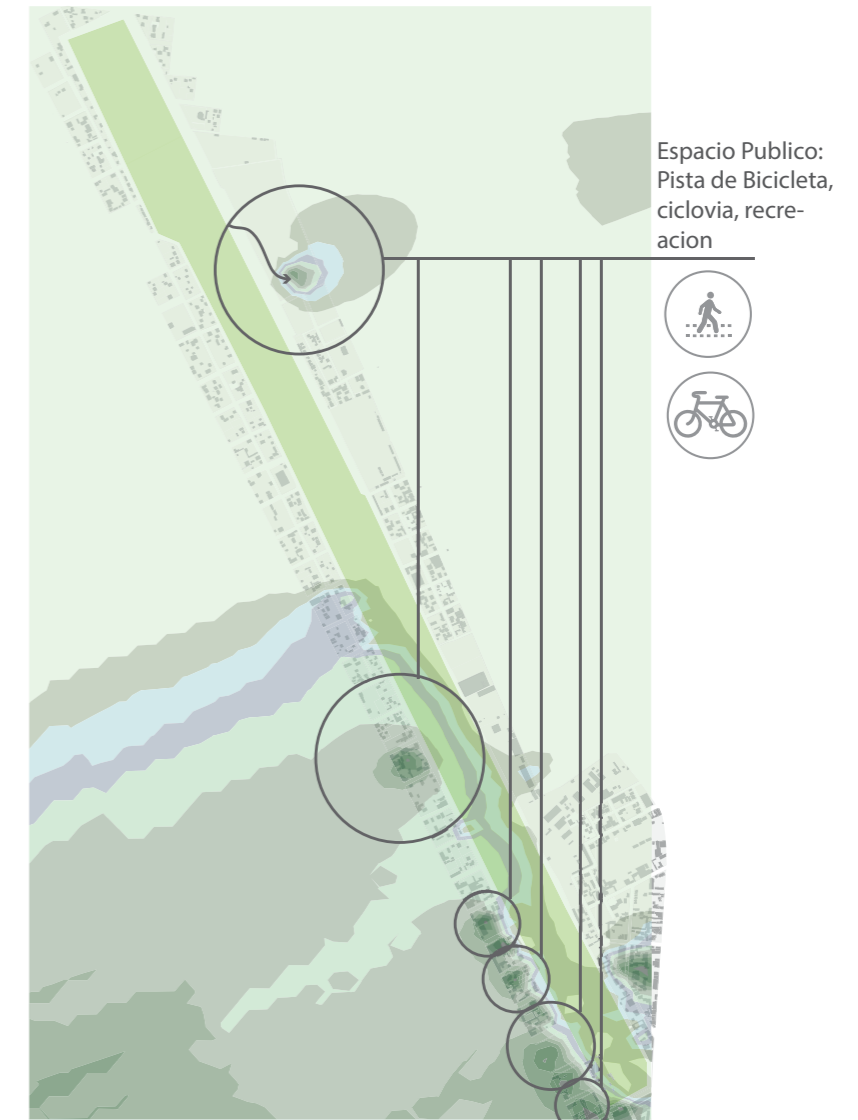 Espacio Publico:
Pista de Bicicleta,
ciclovia, recre-
acion